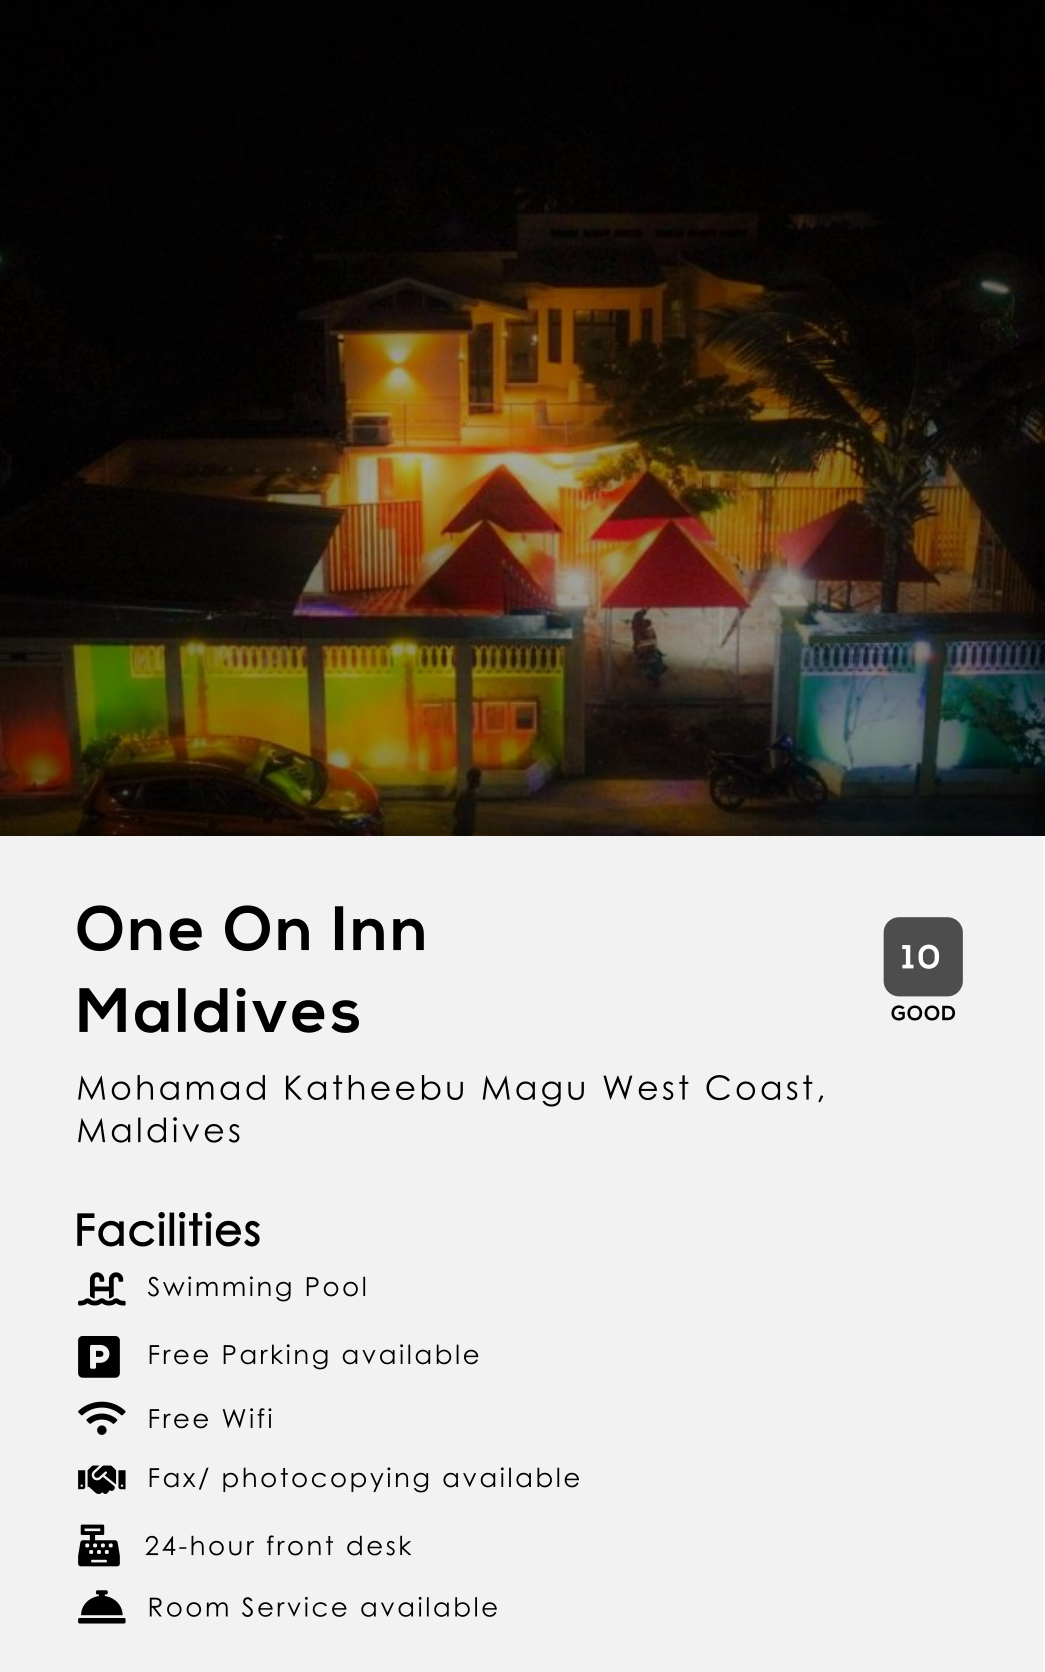 One On Inn
Maldives
10
GOOD
Mohamad Katheebu Magu West Coast,
Maldives
Facilities
Swimming Pool
P Free Parking available
Free Wifi
Fax/ photocopying available
24-hour front desk
Room Service available